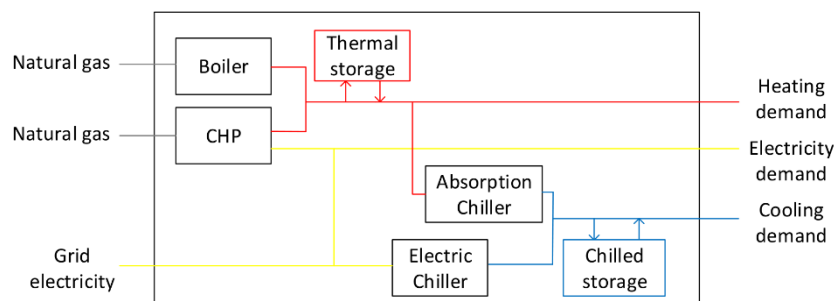 Natural gas
Boiler
Thermal
storage
Heating
demand
Natural gas
CHP
Electricity
demand
Absorption
Chiller
Cooling
demand
Grid
electricity
Electric
Chiller
Chilled
storage